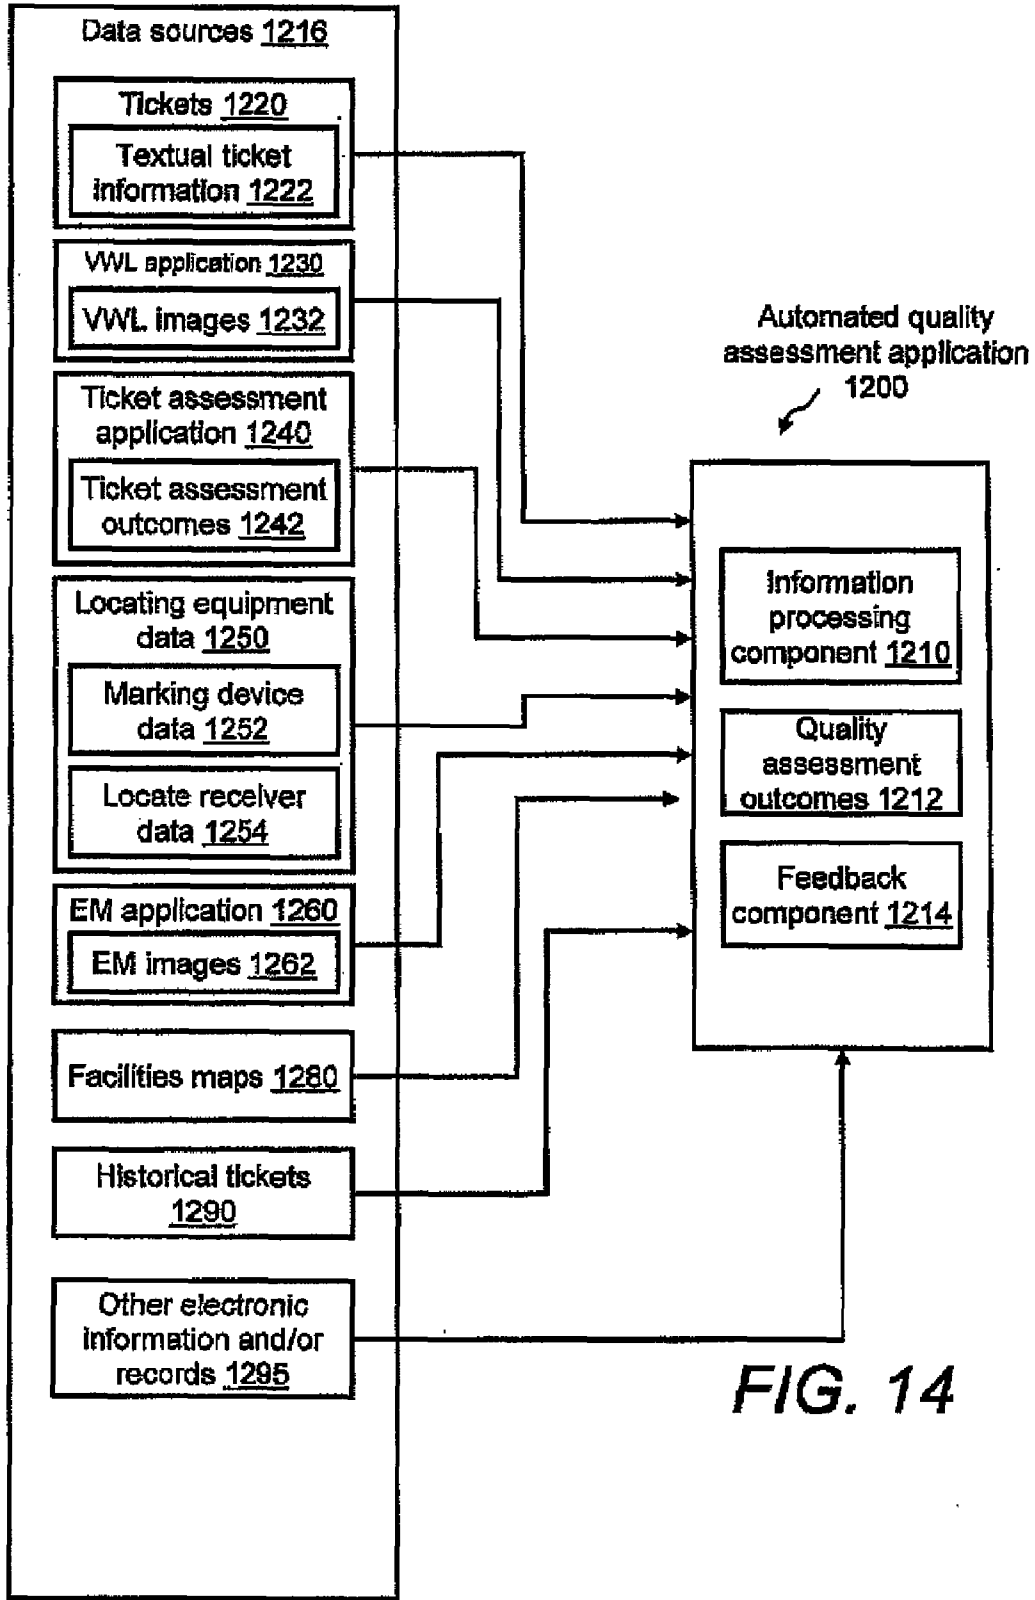 Data sources 1216
Tickets 1220
Textual ticket
information 1222
VWL application 1230
VWL images 1232
Ticket assessment
application 1240
Ticket assessment
outcomes 1242
Locating equipment
data 1250
Marking device
data 1252
Locate receiver
data 1254
EM application 1260
EM images 1262
Facilities maps 1280
Historical tickets
1290
Other electronic
information and/or
records 1295
Automated quality
assessment application
1200
Information
processing
component 1210
Quality
assessment
outcomes 1212
Feedback
component 1214
FIG. 14